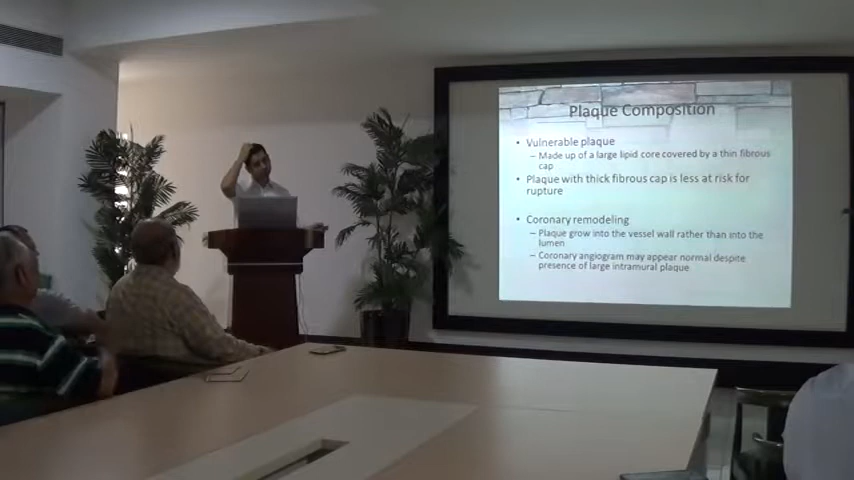 Plaque Composition
• Vulnerable plaque
– Made up of a large lipid core covered by a thin fibrous
cap
• Plaque with thick fibrous cap is less at risk for
rupture
• Coronary remodeling
– Plaque grow into the vessel wall rather than into the
lumen
– Coronary angiogram may appear normal despite
presence of large intramural plaque